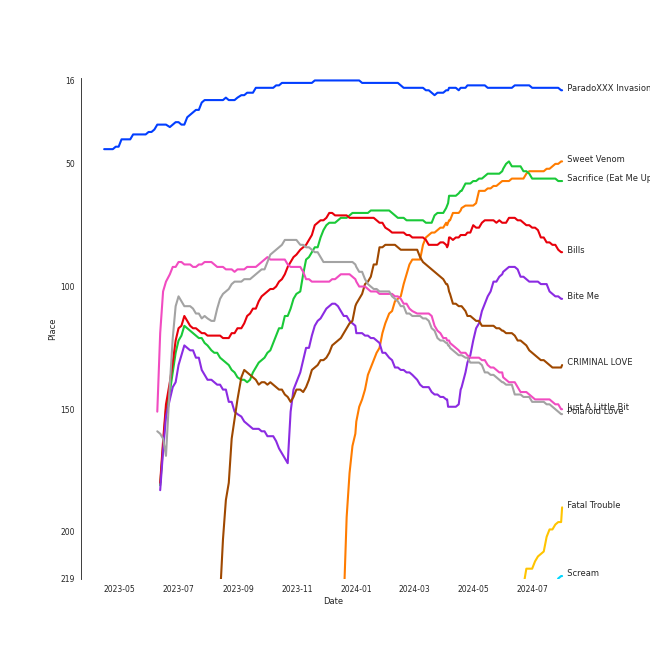 16
ParadoXXX Invasion
50
Sweet Venom
Sacrifice (Eat Me Up
Bills
100
Bite Me
Place
CRIMINAL LOVE
Just A Little Bit
150
Polaroid Love
Fatal Trouble
200
Scream
219
2023-05 2023-07 2023-09 2023-11 2024-01 2024-03 2024-05 2024-07
Date